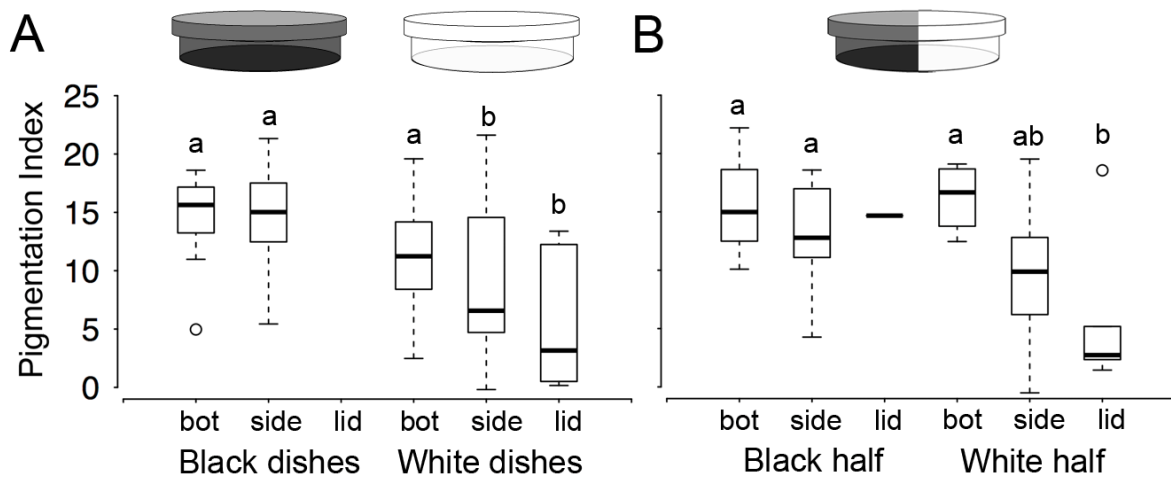 A
B
Pigmentation Index
25
20
15
10
5
0
a
a
a
b
b
a
a
a
ab
b
bot side lid bot side lid
Black dishes White dishes
bot side lid bot side lid
Black half White half